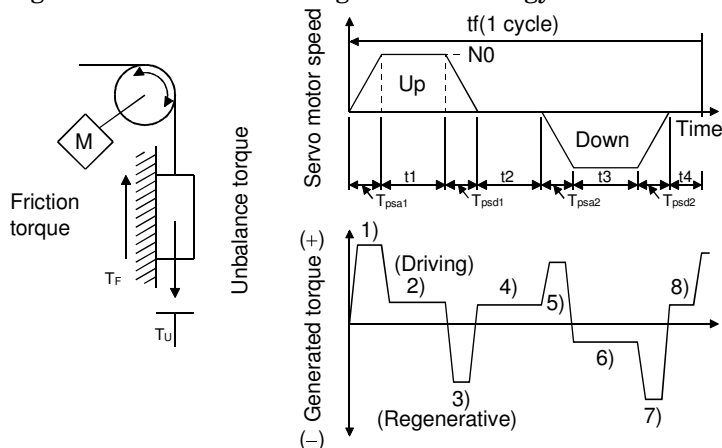 tf(1 cycle)
Servo motor speed
N0
Up
Down
Time
t1
t2
t3
t4
Tpsa1
Tpsd1
Tpsa2
Tpsd2
M
Friction
torque
TF
TU
Unbalance torque
Generated torque
(+)
(–)
(Driving)
(Regenerative)
1)
2)
3)
4)
5)
6)
7)
8)